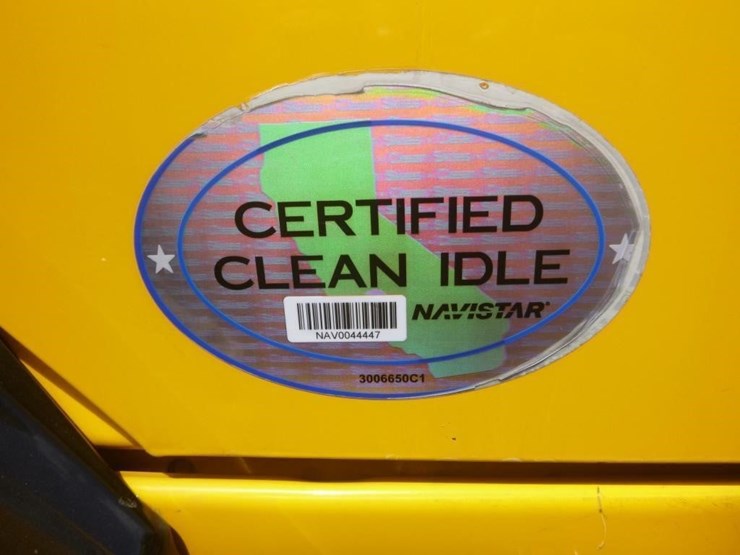 CERTIFIED
CLEAN IDLE
NAVISTAR®
NAV0044447
3006650C1